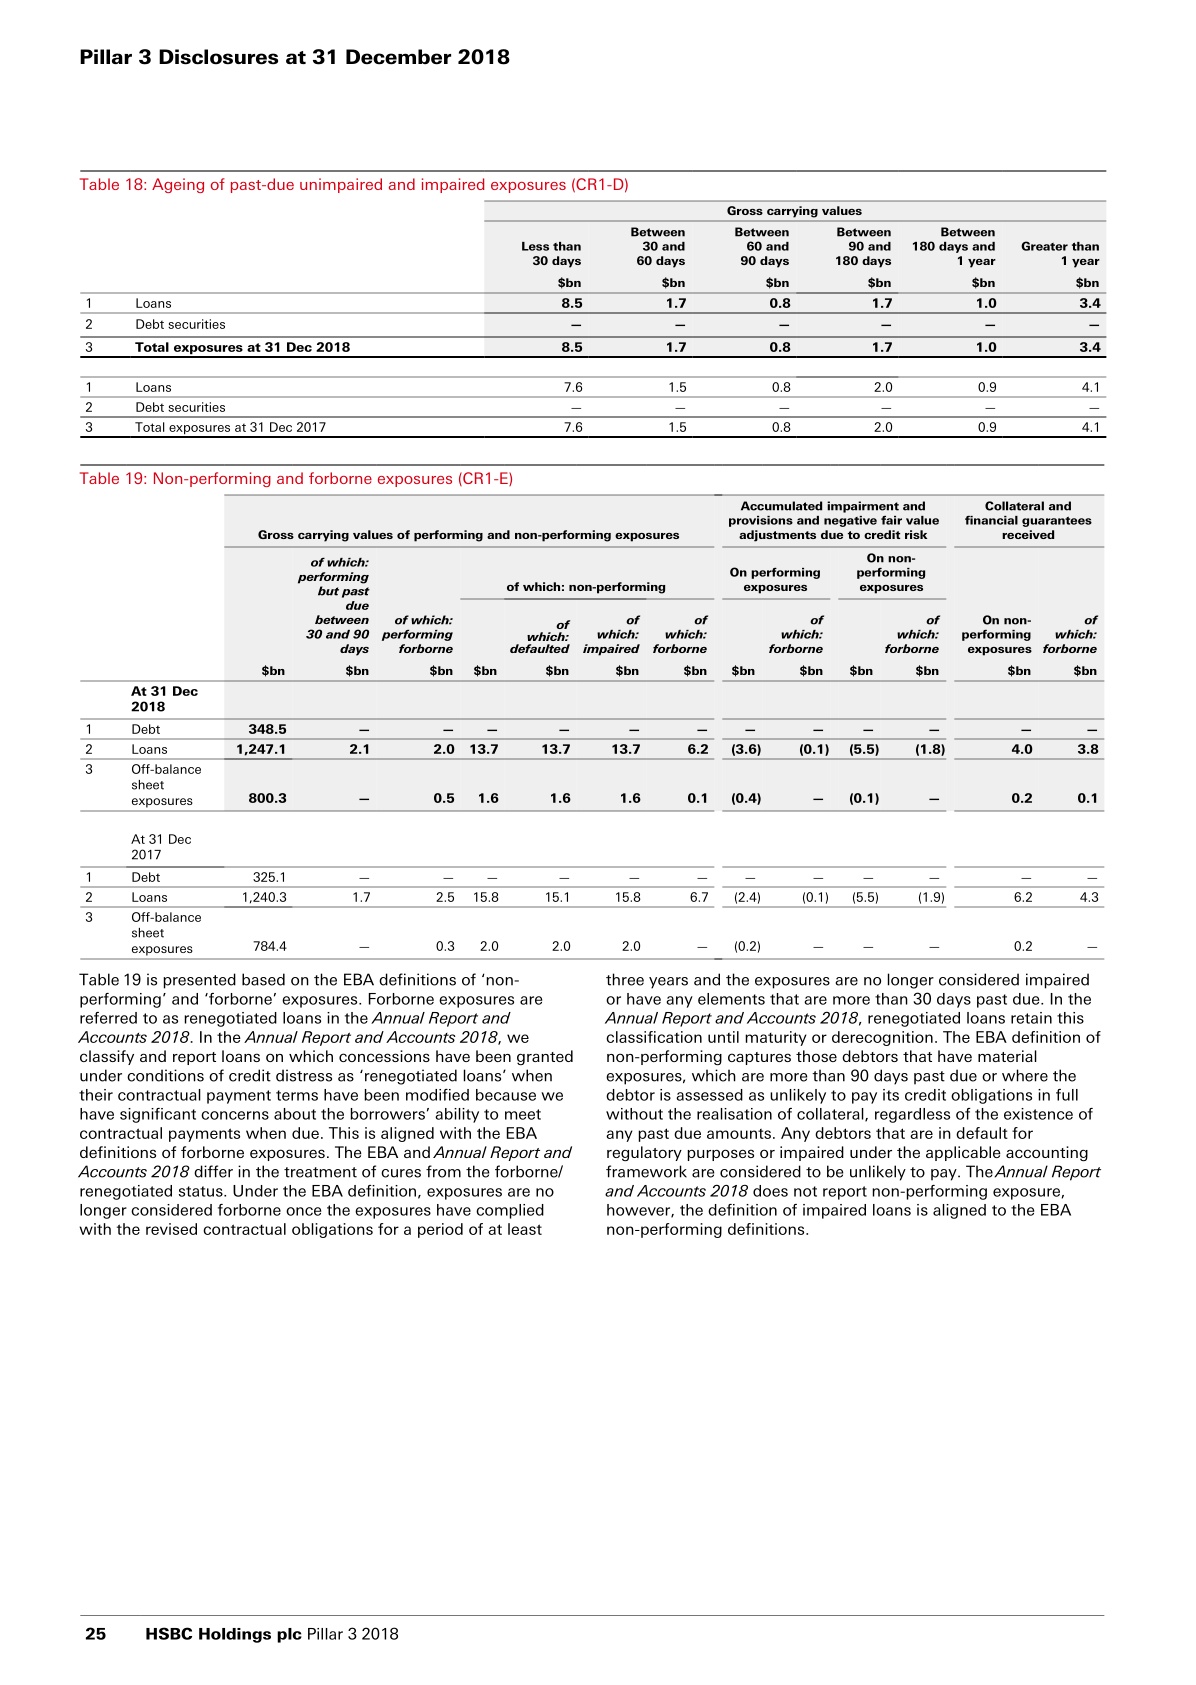 Pillar 3 Disclosures at 31 December 2018
Table 18: Ageing of past-due unimpaired and impaired exposures (CR1-D)
Gross carrying values
Less than 30 days Between 30 and 60 days Between 60 and 90 days Between 90 and 180 days Between 180 days and 1 year Greater than 1 year
$bn $bn $bn $bn $bn $bn
1 Loans 8.5 1.7 0.8 1.7 1.0 3.4
2 Debt securities — — — — — —
3 Total exposures at 31 Dec 2018 8.5 1.7 0.8 1.7 1.0 3.4
1 Loans 7.6 1.5 0.8 2.0 0.9 4.1
2 Debt securities — — — — — —
3 Total exposures at 31 Dec 2017 7.6 1.5 0.8 2.0 0.9 4.1
Table 19: Non-performing and forborne exposures (CR1-E)
Gross carrying values of performing and non-performing exposures Accumulated impairment and provisions and negative fair value adjustments due to credit risk Collateral and financial guarantees received
of which: performing but past due between 30 and 90 days of which: performing forborne of which: non-performing On performing exposures On non-performing exposures On non-performing exposures of which: forborne
of which: defaulted of which: impaired of which: forborne of which: forborne of which: forborne
$bn $bn $bn $bn $bn $bn $bn $bn $bn $bn $bn $bn $bn
At 31 Dec
2018
1 Debt 348.5 — — — — — — — — — — — —
2 Loans 1,247.1 2.1 2.0 13.7 13.7 13.7 6.2 (3.6) (0.1) (5.5) (1.8) 4.0 3.8
3 Off-balance
sheet
exposures 800.3 — 0.5 1.6 1.6 1.6 0.1 (0.4) — (0.1) — 0.2 0.1
At 31 Dec
2017
1 Debt 325.1 — — — — — — — — — — — —
2 Loans 1,240.3 1.7 2.5 15.8 15.1 15.8 6.7 (2.4) (0.1) (5.5) (1.9) 6.2 4.3
3 Off-balance
sheet
exposures 784.4 — 0.3 2.0 2.0 2.0 — (0.2) — — — 0.2 —
Table 19 is presented based on the EBA definitions of ‘non-
performing’ and ‘forborne’ exposures. Forborne exposures are
referred to as renegotiated loans in the Annual Report and
Accounts 2018. In the Annual Report and Accounts 2018, we
classify and report loans on which concessions have been granted
under conditions of credit distress as ‘renegotiated loans’ when
their contractual payment terms have been modified because we
have significant concerns about the borrowers’ ability to meet
contractual payments when due. This is aligned with the EBA
definitions of forborne exposures. The EBA and Annual Report and
Accounts 2018 differ in the treatment of cures from the forborne/
renegotiated status. Under the EBA definition, exposures are no
longer considered forborne once the exposures have complied
with the revised contractual obligations for a period of at least
three years and the exposures are no longer considered impaired
or have any elements that are more than 30 days past due. In the
Annual Report and Accounts 2018, renegotiated loans retain this
classification until maturity or derecognition. The EBA definition of
non-performing captures those debtors that have material
exposures, which are more than 90 days past due or where the
debtor is assessed as unlikely to pay its credit obligations in full
without the realisation of collateral, regardless of the existence of
any past due amounts. Any debtors that are in default for
regulatory purposes or impaired under the applicable accounting
framework are considered to be unlikely to pay. The Annual Report
and Accounts 2018 does not report non-performing exposure,
however, the definition of impaired loans is aligned to the EBA
non-performing definitions.
25 HSBC Holdings plc Pillar 3 2018